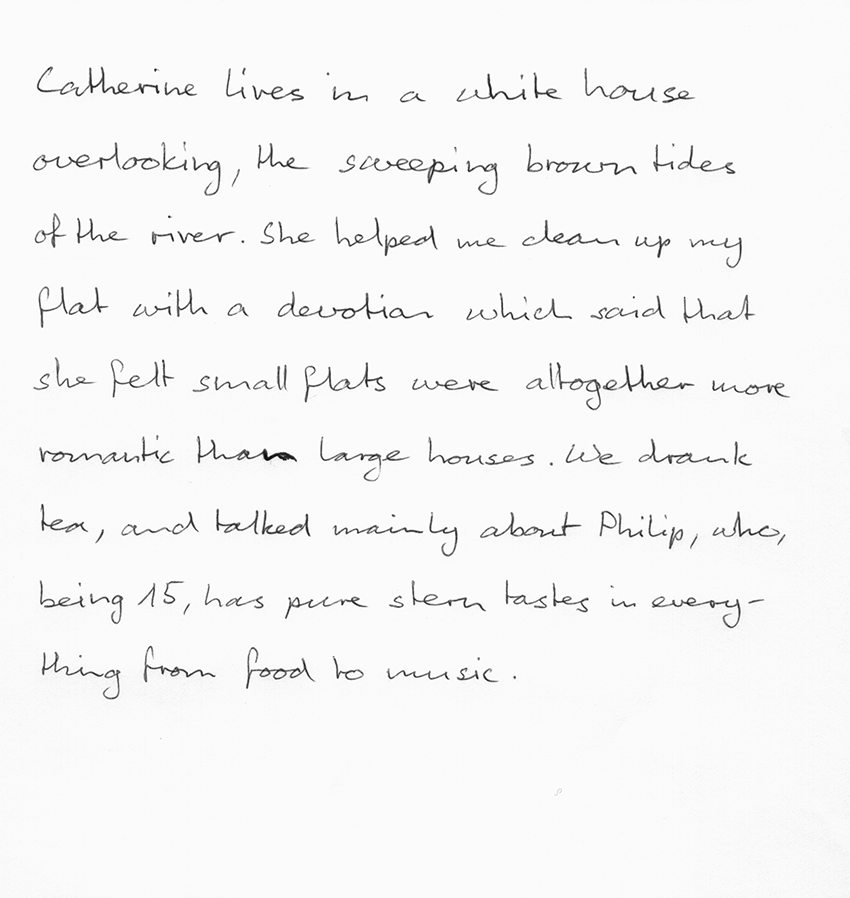 Catherine lives in a white house
overlooking, the sweeping brown tides
of the river. She helped me clean up my
flat with a devotion which said that
she felt small flats were altogether more
romantic than large houses. We drank
tea, and talked mainly about Philip, who,
being 15, has pure stern tastes in every-
thing from food to music.